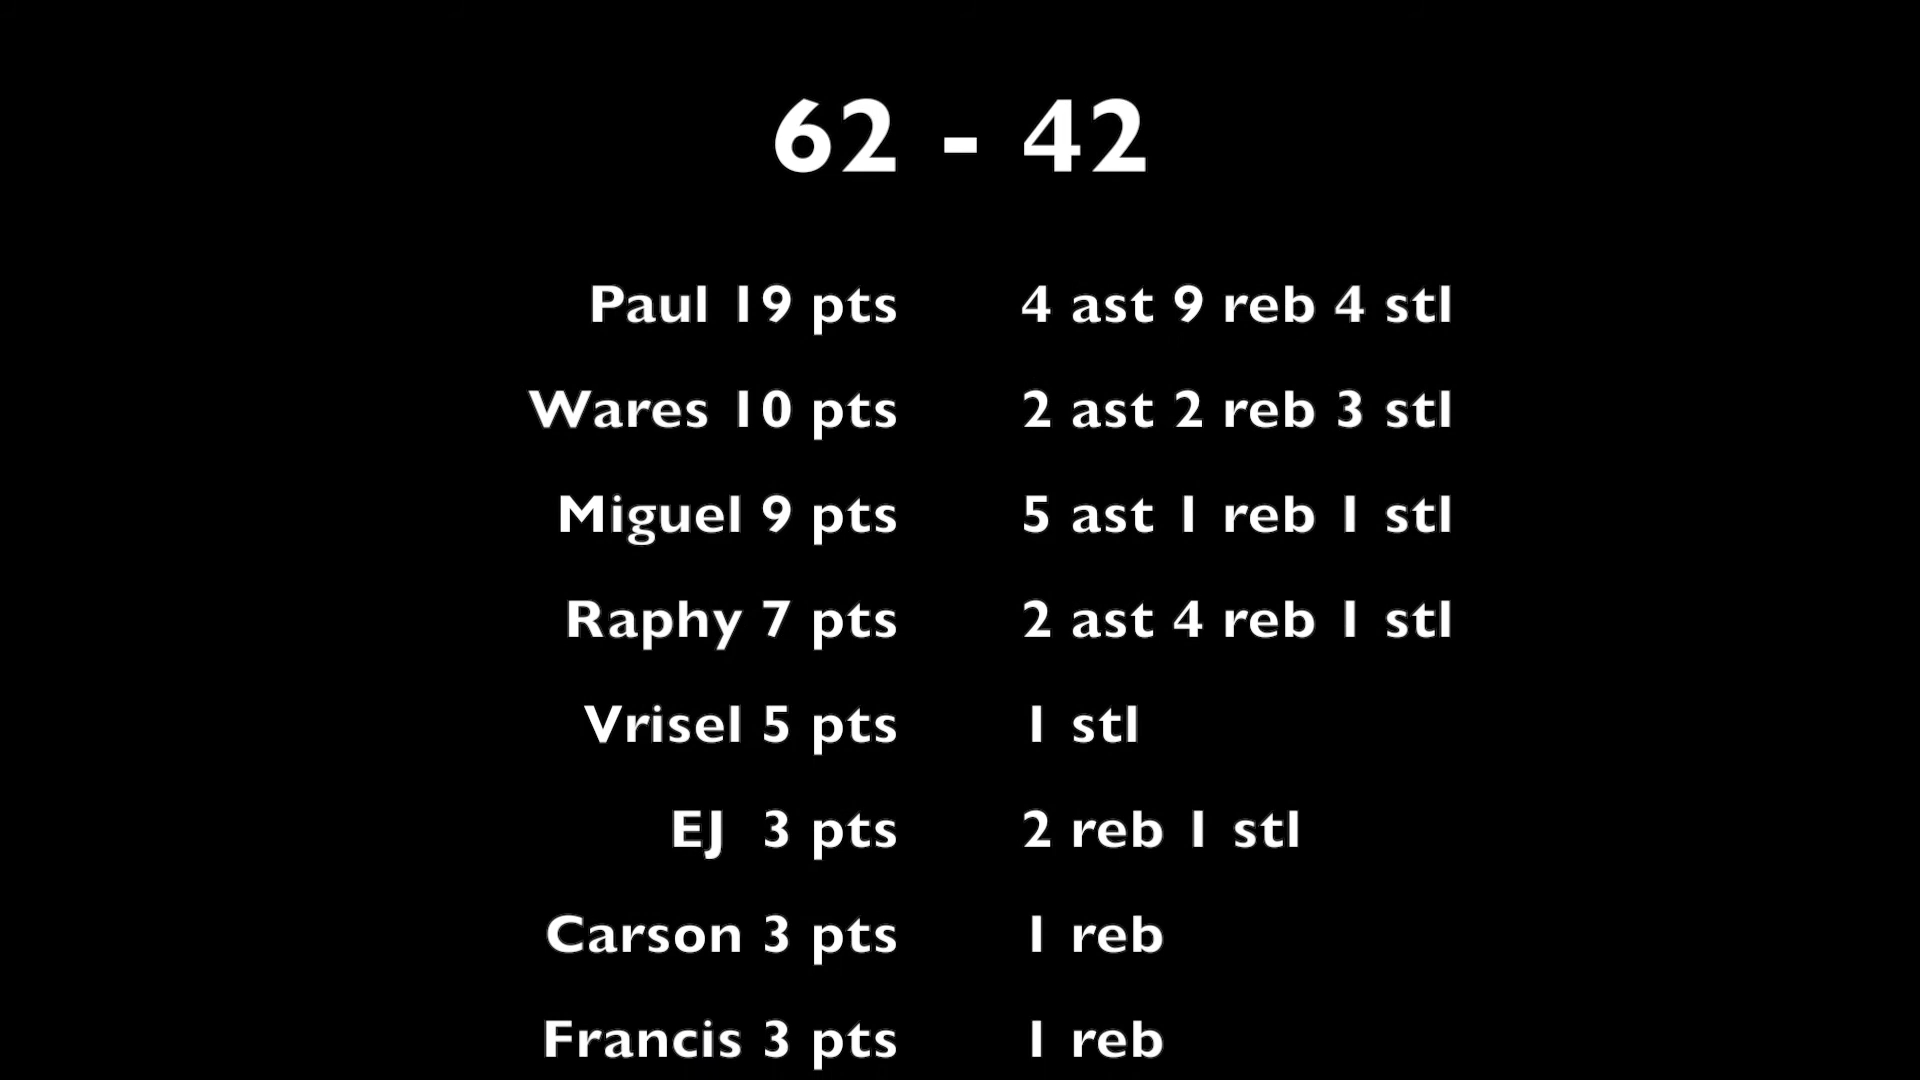 62 - 42
Paul 19 pts 4 ast 9 reb 4 stl
Wares 10 pts 2 ast 2 reb 3 stl
Miguel 9 pts 5 ast 1 reb 1 stl
Raphy 7 pts 2 ast 4 reb 1 stl
Vrisel 5 pts 1 stl
EJ 3 pts 2 reb 1 stl
Carson 3 pts 1 reb
Francis 3 pts 1 reb